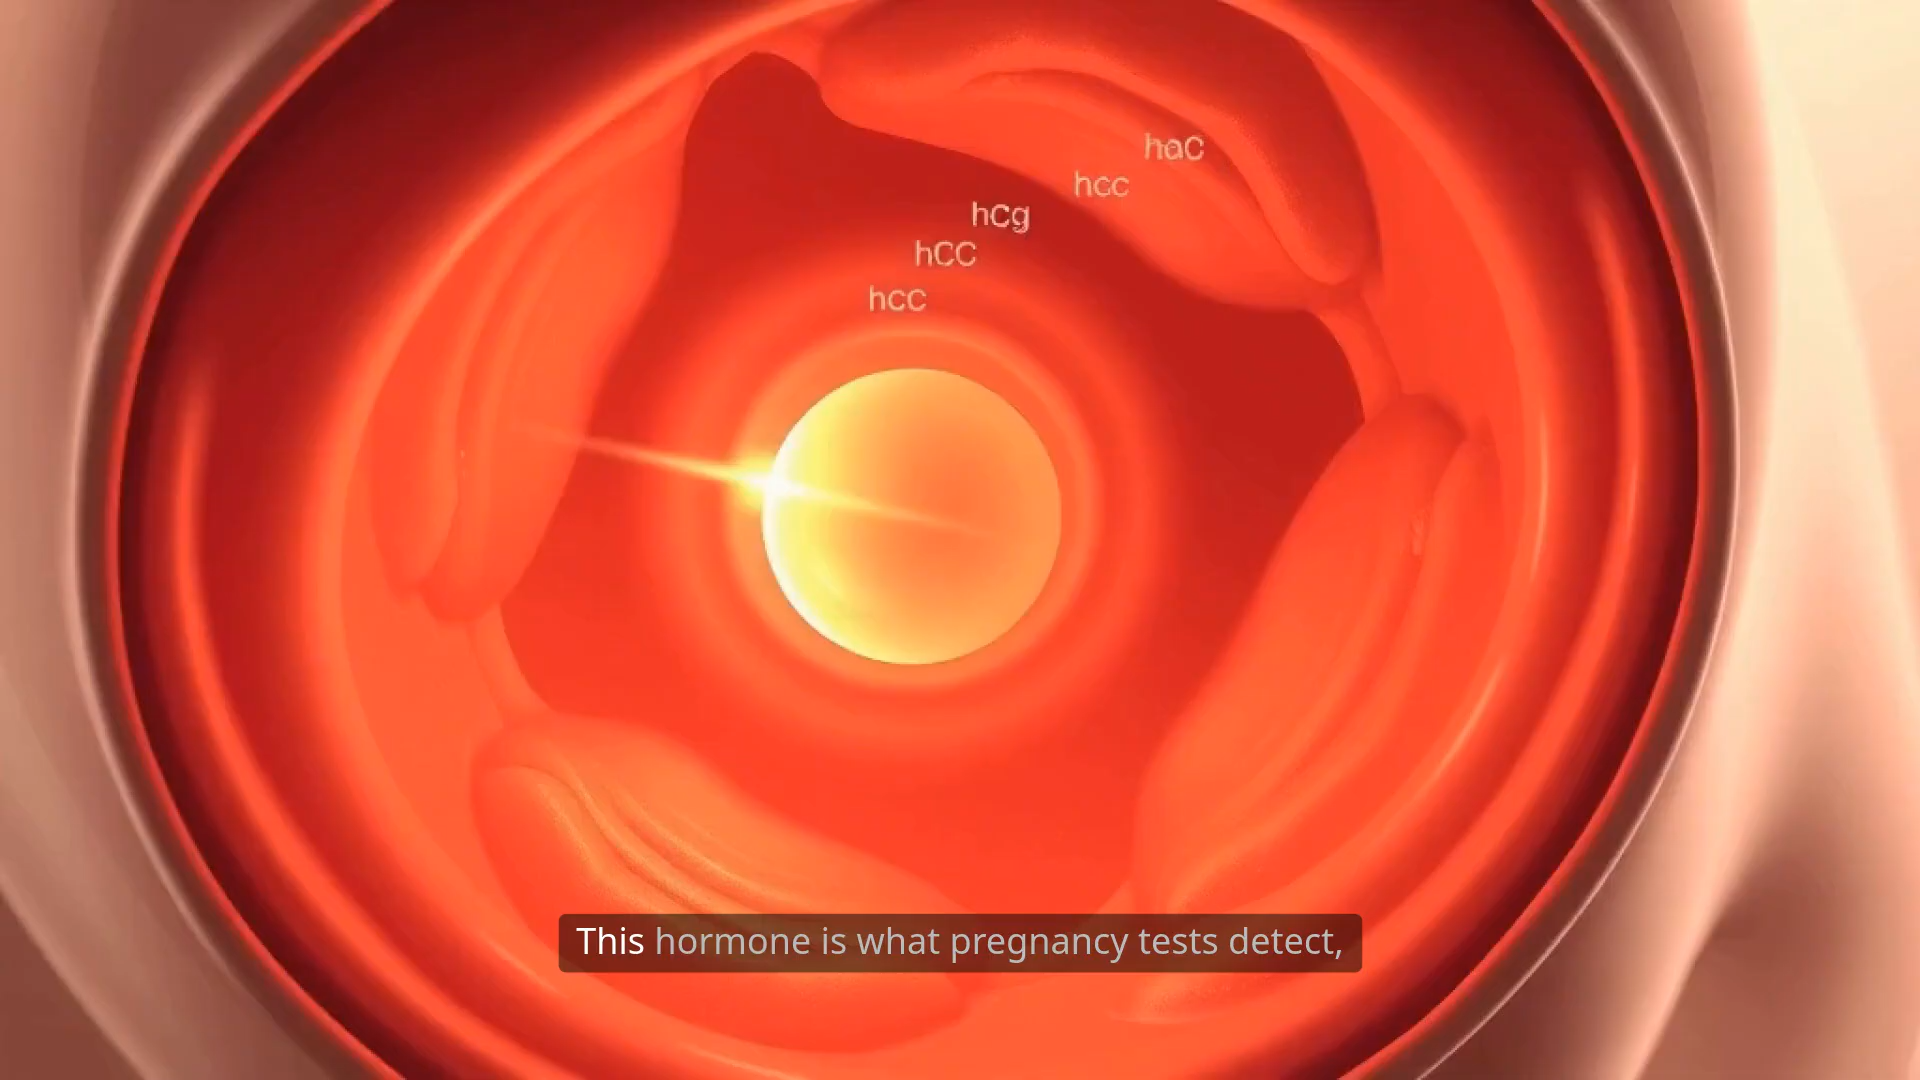 haC
hcc
hCg
hCC
hcc
This hormone is what pregnancy tests detect,